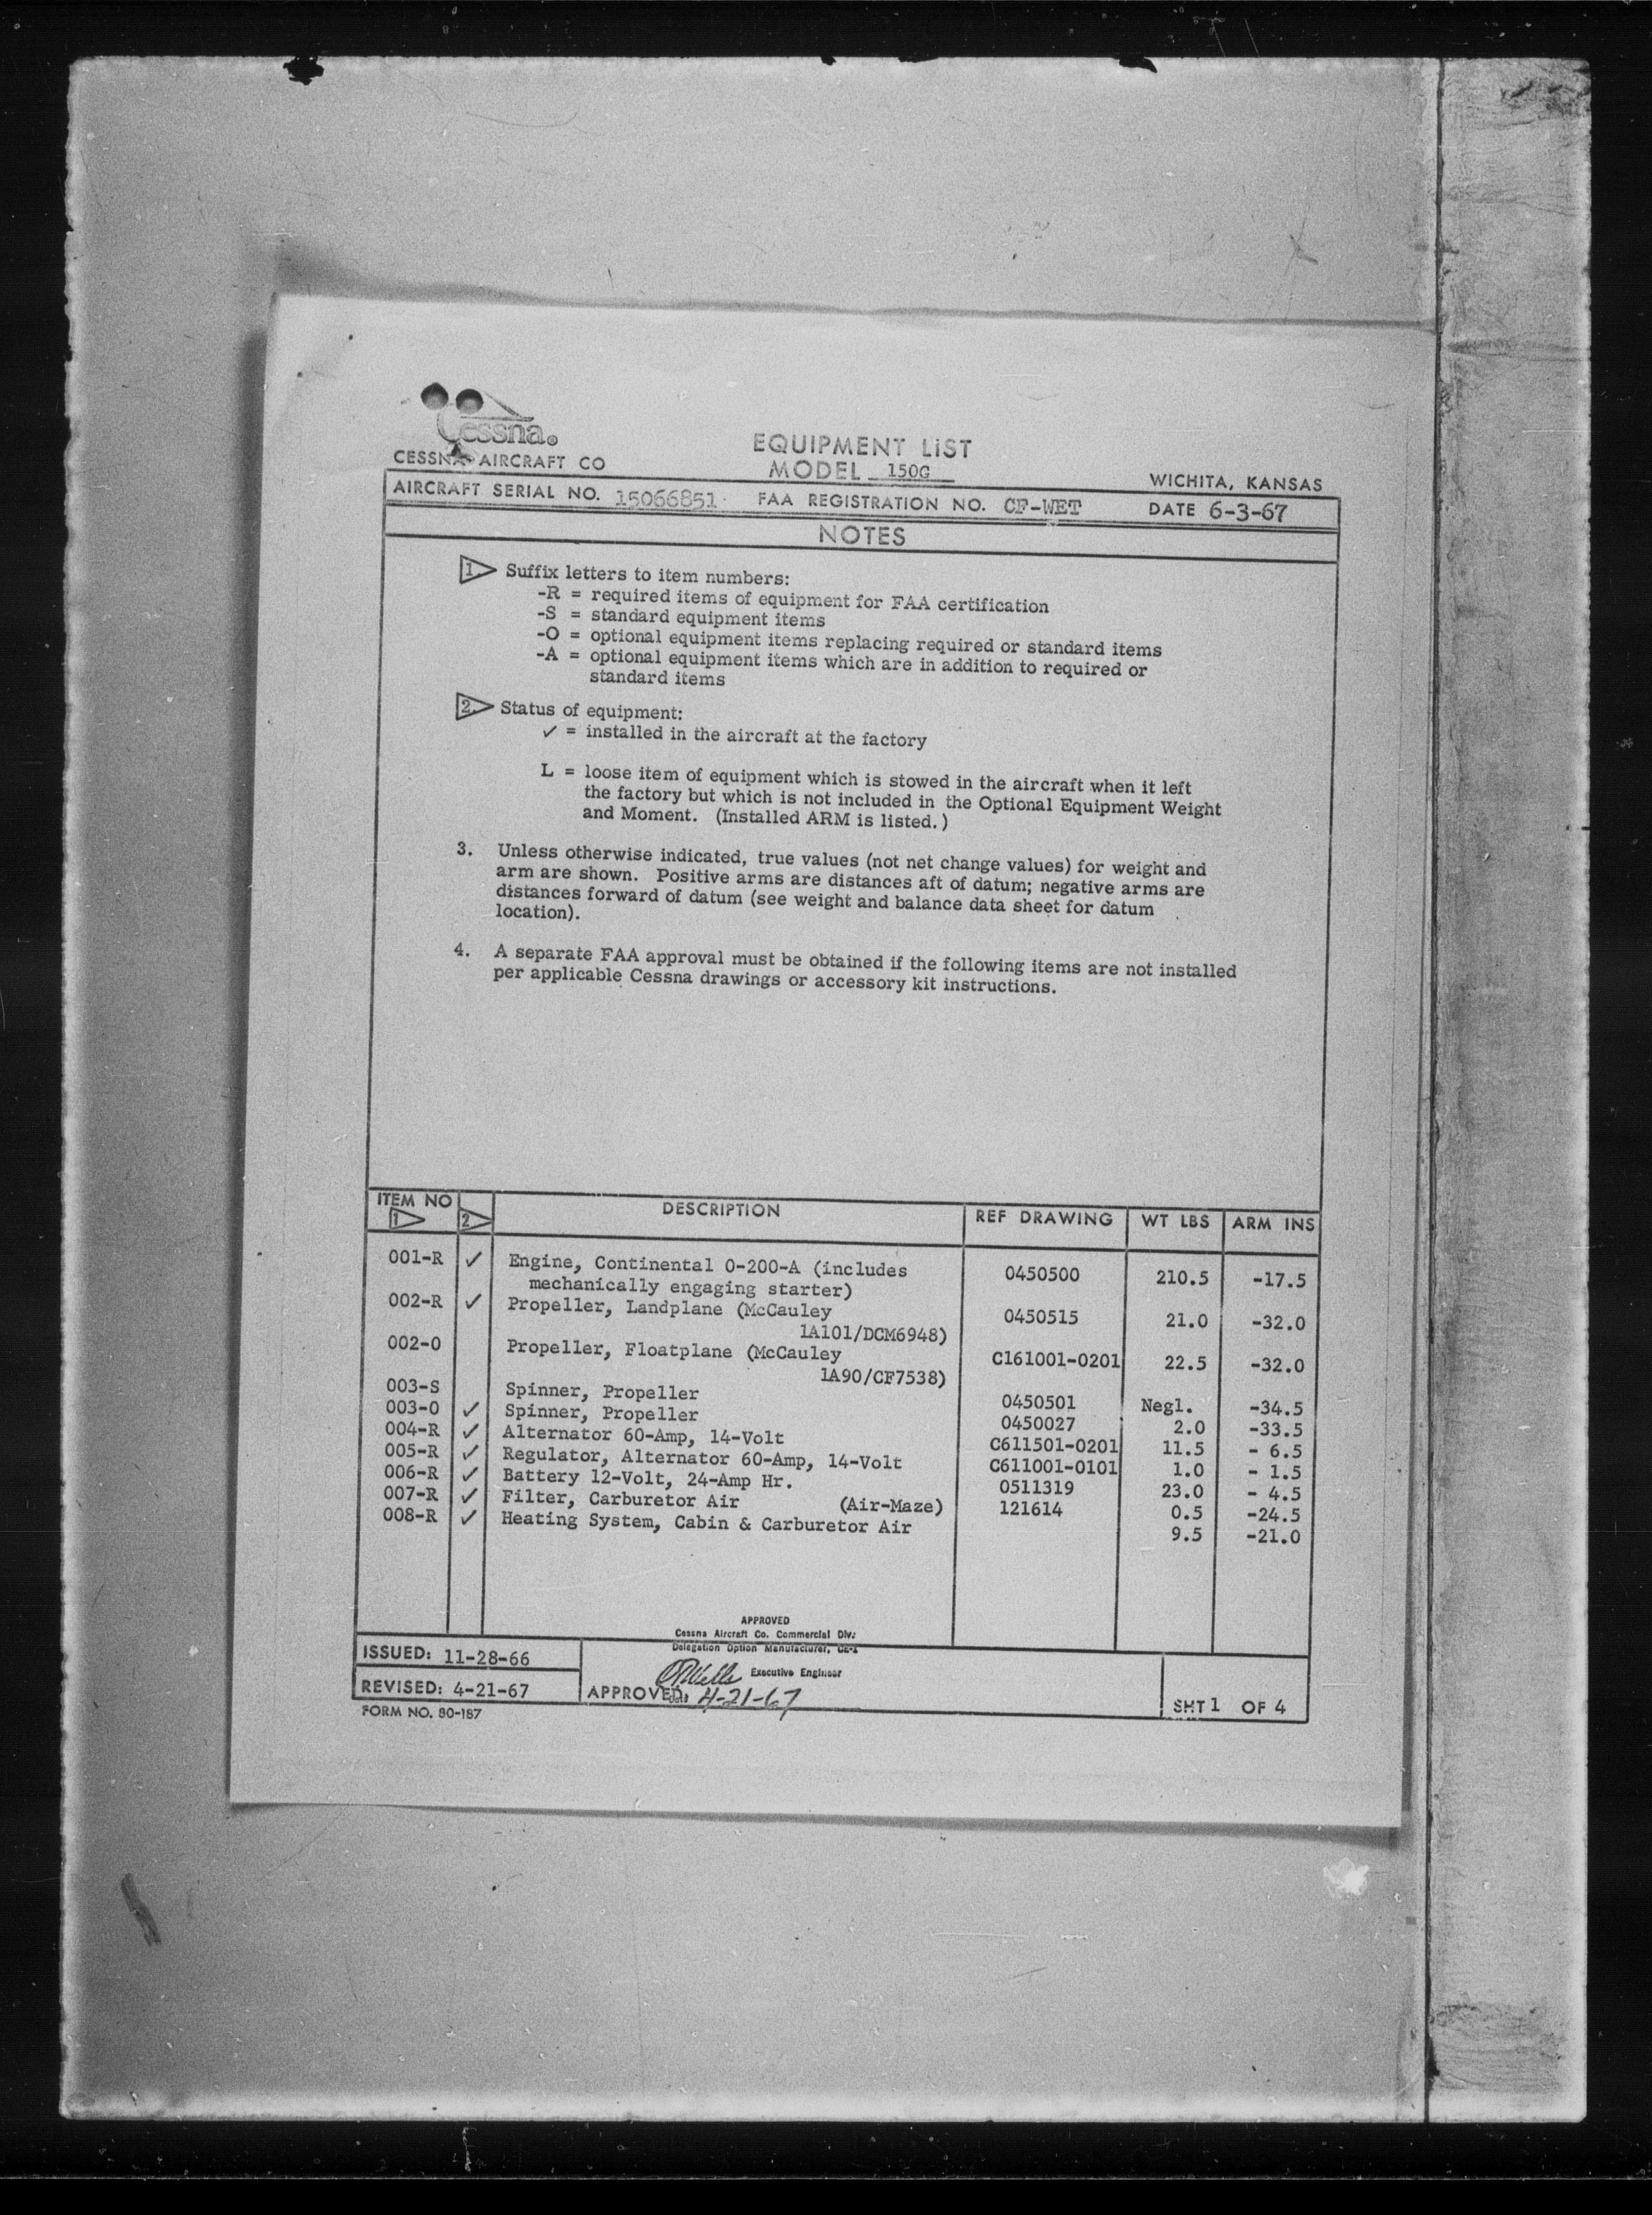 Cessna®
CESSNA AIRCRAFT CO
EQUIPMENT LIST
MODEL 150G
WICHITA, KANSAS
AIRCRAFT SERIAL NO. 15066851 FAA REGISTRATION NO. CF-WET DATE 6-3-67
NOTES
1 Suffix letters to item numbers:
-R = required items of equipment for FAA certification
-S = standard equipment items
-O = optional equipment items replacing required or standard items
-A = optional equipment items which are in addition to required or
standard items
2 Status of equipment:
✓ = installed in the aircraft at the factory
L = loose item of equipment which is stowed in the aircraft when it left
the factory but which is not included in the Optional Equipment Weight
and Moment. (Installed ARM is listed.)
3. Unless otherwise indicated, true values (not net change values) for weight and
arm are shown. Positive arms are distances aft of datum; negative arms are
distances forward of datum (see weight and balance data sheet for datum
location).
4. A separate FAA approval must be obtained if the following items are not installed
per applicable Cessna drawings or accessory kit instructions.
ITEM NO 1 2 DESCRIPTION REF DRAWING WT LBS ARM INS
001-R ✓ Engine, Continental O-200-A (includes 0450500 210.5 -17.5
mechanically engaging starter)
002-R ✓ Propeller, Landplane (McCauley 0450515 21.0 -32.0
1A101/DCM6948)
002-O Propeller, Floatplane (McCauley C161001-0201 22.5 -32.0
1A90/CF7538)
003-S Spinner, Propeller 0450501 Negl. -34.5
003-O ✓ Spinner, Propeller 0450027 2.0 -33.5
004-R ✓ Alternator 60-Amp, 14-Volt C611501-0201 11.5 - 6.5
005-R ✓ Regulator, Alternator 60-Amp, 14-Volt C611001-0101 1.0 - 1.5
006-R ✓ Battery 12-Volt, 24-Amp Hr. 0511319 23.0 - 4.5
007-R ✓ Filter, Carburetor Air (Air-Maze) 121614 0.5 -24.5
008-R ✓ Heating System, Cabin & Carburetor Air 9.5 -21.0
APPROVED
Cessna Aircraft Co. Commercial Div.
Delegation Option Manufacturer, CE-1
Executive Engineer
ISSUED: 11-28-66
REVISED: 4-21-67
APPROVED: Date 4-21-67
SHT 1 OF 4
FORM NO. 80-187